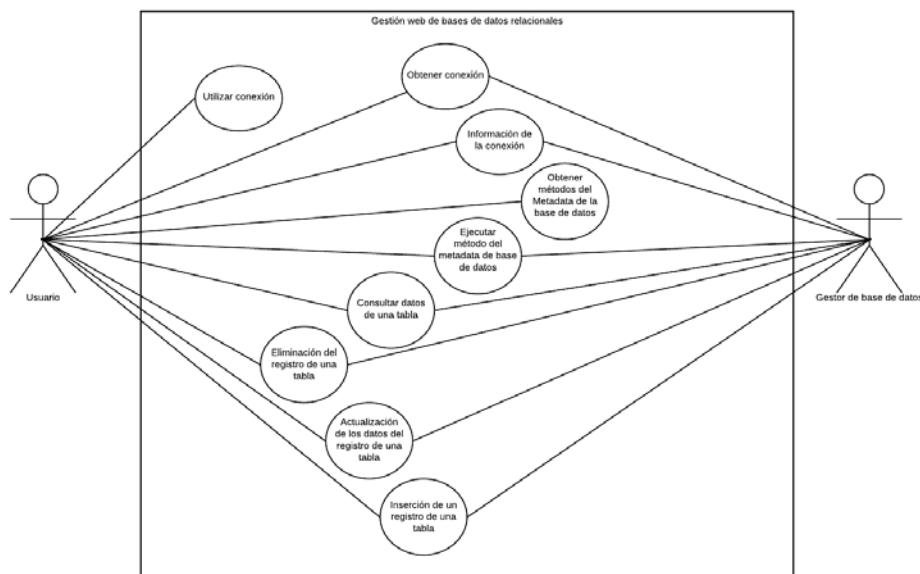 Gestión web de bases de datos relacionales
Obtener conexión
Utilizar conexión
Información de
la conexión
Obtener
métodos del
Metadata de la
base de datos
Ejecutar
método del
metadata de base
de datos
Usuario
Gestor de base de datos
Consultar datos
de una tabla
Eliminación del
registro de una
tabla
Actualización
de los datos del
registro de una
tabla
Inserción de un
registro de una
tabla